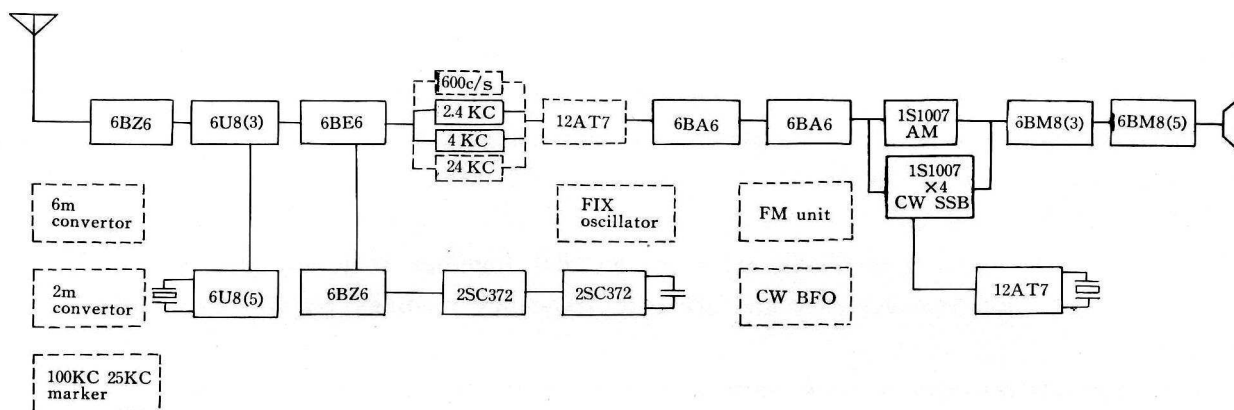 600c/s
2.4 KC
4 KC
24 KC
6BZ6
6U8(3)
6BE6
12AT7
6BA6
6BA6
1S1007
AM
6BM8(3)
6BM8(5)
1S1007
×4
CW SSB
6m
convertor
FIX
oscillator
FM unit
2m
convertor
6U8(5)
6BZ6
2SC372
2SC372
CW BFO
12AT7
100KC 25KC
marker